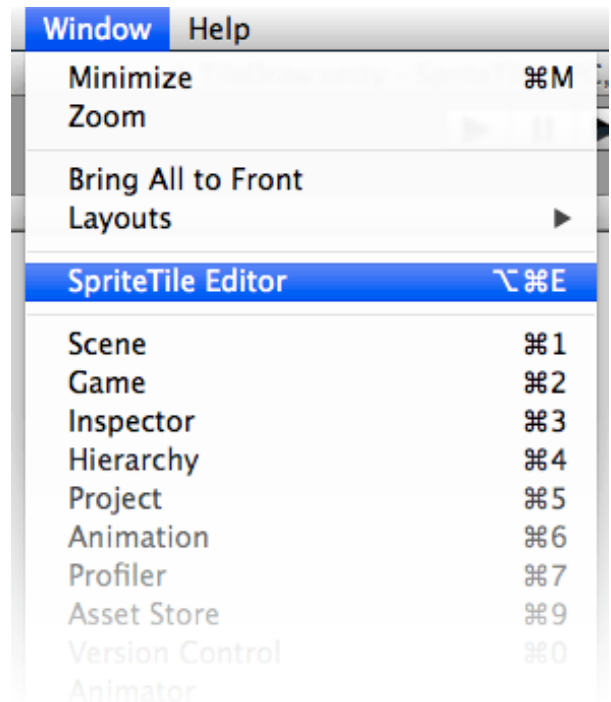 Window Help
Minimize ⌘M
Zoom
Bring All to Front
Layouts ▶
SpriteTile Editor ⌥⌘E
Scene ⌘1
Game ⌘2
Inspector ⌘3
Hierarchy ⌘4
Project ⌘5
Animation ⌘6
Profiler ⌘7
Asset Store ⌘9
Version Control ⌘0
Animator